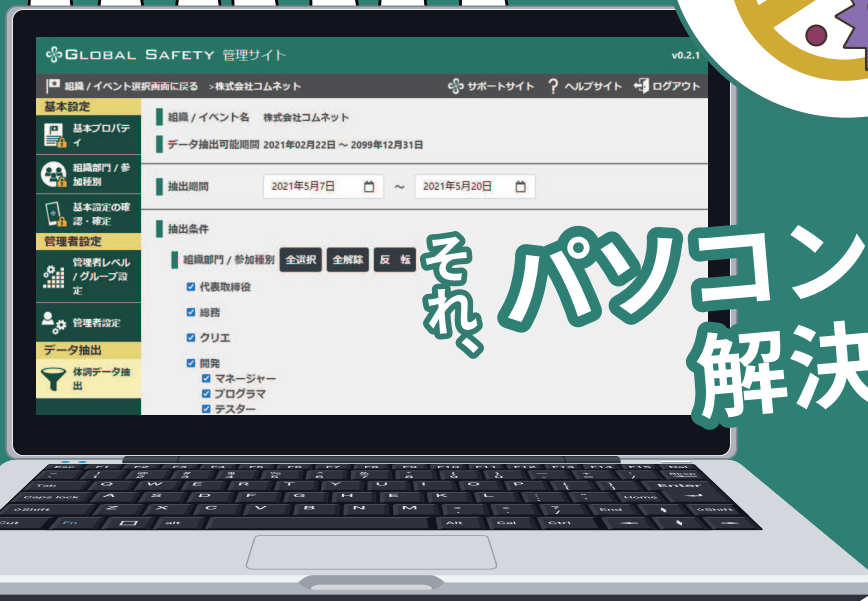 GLOBAL SAFETY 管理サイト
v0.2.1
組織 / イベント選択画面に戻る >株式会社コムネット
サポートサイト
? ヘルプサイト
ログアウト
基本設定
基本プロパテ
ィ
組織部門 / 参
加種別
基本設定の確
認・確定
管理者設定
管理者レベル
/ グループ設
定
管理者設定
データ抽出
体調データ抽
出
組織 / イベント名 株式会社コムネット
データ抽出可能期間 2021年02月22日 ~ 2099年12月31日
抽出期間 2021年5月7日 ~ 2021年5月20日
抽出条件
組織部門 / 参加種別 全選択 全解除 反 転
代表取締役
総務
クリエ
開発
マネージャー
プログラマ
テスター
それ、
パソコン
解決
Tab Q W E R T Y U I O P Enter
Caps lock A S D F G H K L Home
Z X C V B N M End
Fn alt Alt Ctrl